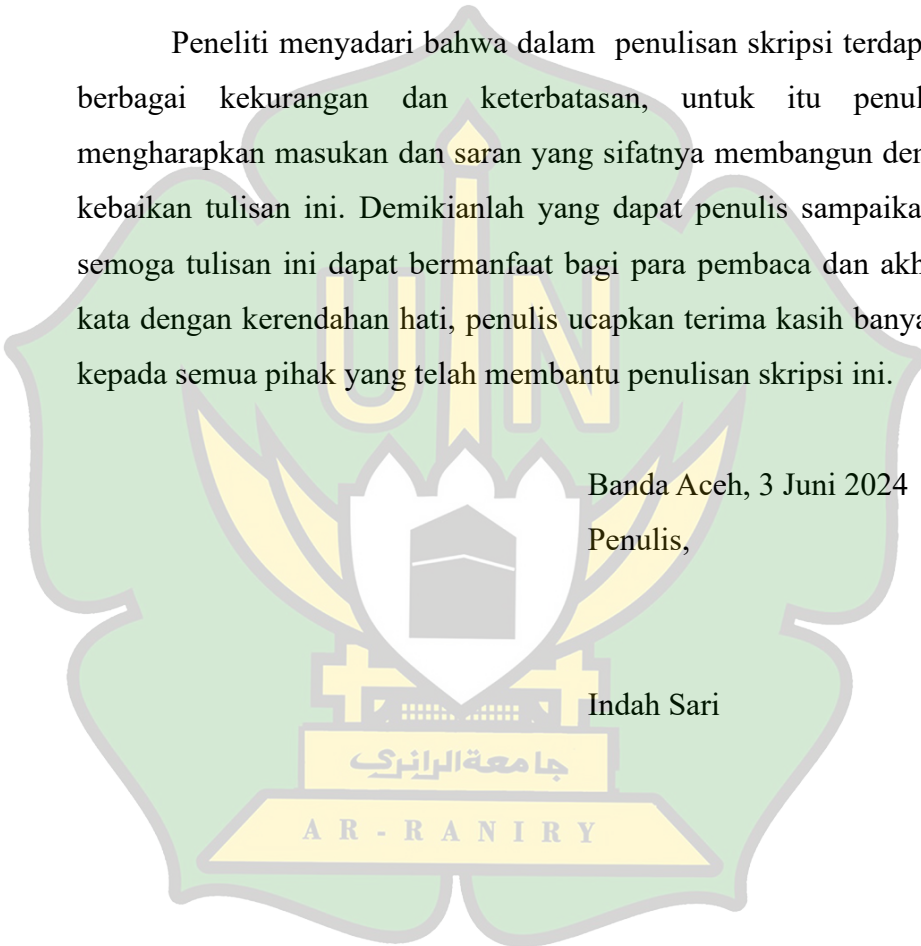 Peneliti menyadari bahwa dalam penulisan skripsi terdap
berbagai kekurangan dan keterbatasan, untuk itu penul
mengharapkan masukan dan saran yang sifatnya membangun dem
kebaikan tulisan ini. Demikianlah yang dapat penulis sampaika
semoga tulisan ini dapat bermanfaat bagi para pembaca dan akh
kata dengan kerendahan hati, penulis ucapkan terima kasih banya
kepada semua pihak yang telah membantu penulisan skripsi ini.
UIN
Banda Aceh, 3 Juni 2024
Penulis,
Indah Sari
جامعة الرانري
AR-RANIRY